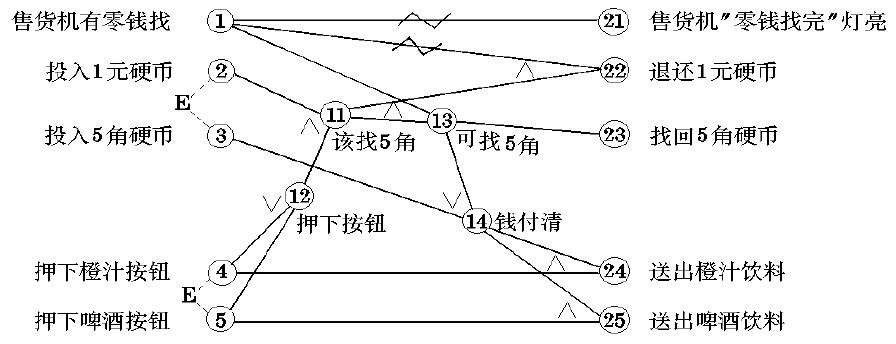 售货机有零钱找 1 21 售货机"零钱找完"灯亮
投入1元硬币 2 22 退还1元硬币
E
11 13
投入5角硬币 3 该找5角 可找5角 23 找回5角硬币
12
押下按钮 14 钱付清
押下橙汁按钮 4 24 送出橙汁饮料
E
押下啤酒按钮 5 25 送出啤酒饮料